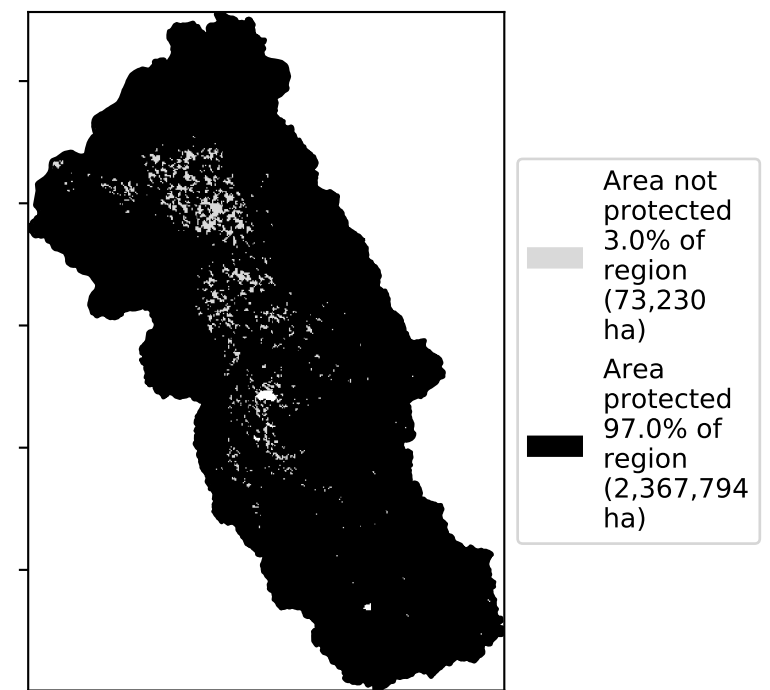 Area not
protected
3.0% of
region
(73,230
ha)
Area
protected
97.0% of
region
(2,367,794
ha)